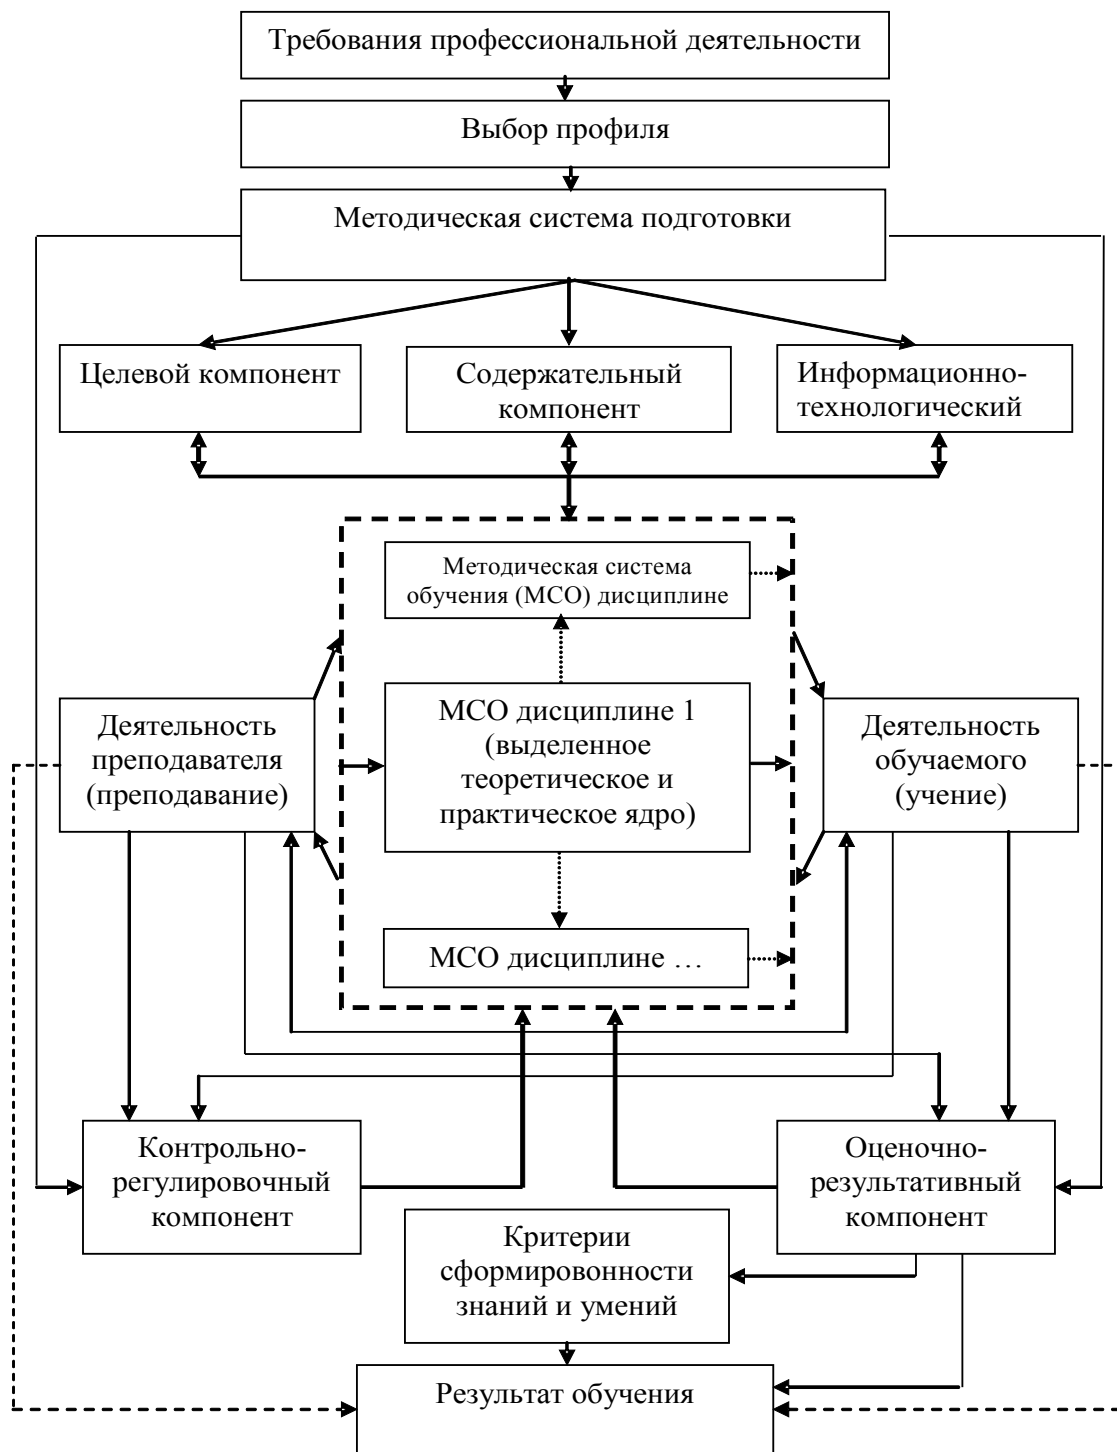 Требования профессиональной деятельности
Выбор профиля
Методическая система подготовки
Целевой компонент
Содержательный
компонент
Информационно-
технологический
Методическая система
обучения (МСО) дисциплине
Деятельность
преподавателя
(преподавание)
МСО дисциплине 1
(выделенное
теоретическое и
практическое ядро)
Деятельность
обучаемого
(учение)
МСО дисциплине …
Контрольно-
регулировочный
компонент
Оценочно-
результативный
компонент
Критерии
сформировонности
знаний и умений
Результат обучения